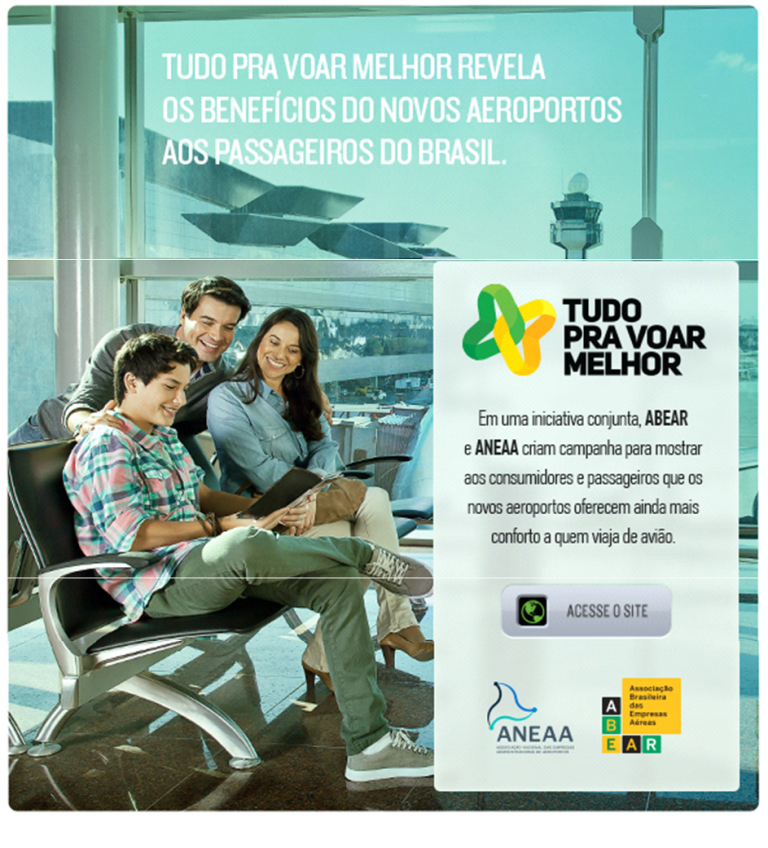 TUDO PRA VOAR MELHOR REVELA
OS BENEFÍCIOS DO NOVOS AEROPORTOS
AOS PASSAGEIROS DO BRASIL.
TUDO
PRA VOAR
MELHOR
Em uma iniciativa conjunta, ABEAR
e ANEAA criam campanha para mostrar
aos consumidores e passageiros que os
novos aeroportos oferecem ainda mais
conforto a quem viaja de avião.
ACESSE O SITE
ANEAA
ASSOCIAÇÃO NACIONAL DAS EMPRESAS
ADMINISTRADORAS DE AEROPORTOS
Associação
Brasileira
das
Empresas
Aéreas
A
B
E A R